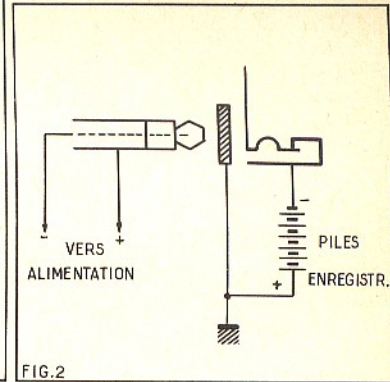 - +
VERS
ALIMENTATION
-
PILES
+ ENREGISTR.
FIG.2